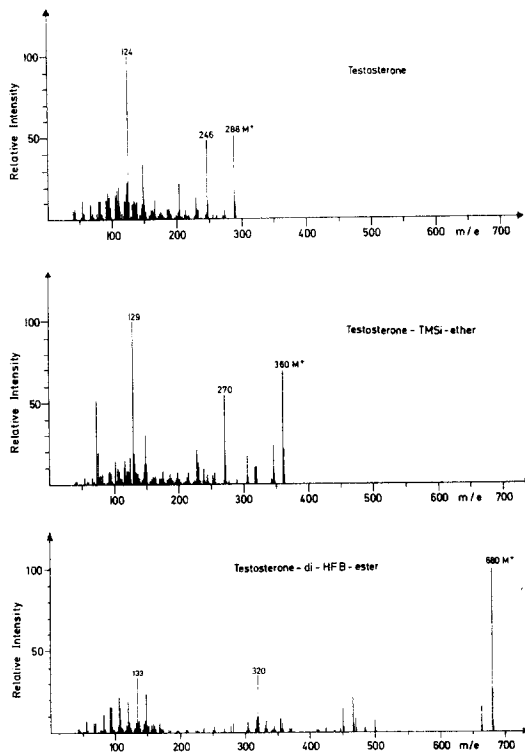 124
100
Testosterone
246
288 M⁺
50
Relative Intensity
100 200 300 400 500 600 m/e 700
129
100
Testosterone - TMSi - ether
360 M⁺
270
50
Relative Intensity
100 200 300 400 500 600 m/e 700
680 M⁺
100
Testosterone - di - HFB - ester
50
133
320
Relative Intensity
100 200 300 400 500 600 m/e 700